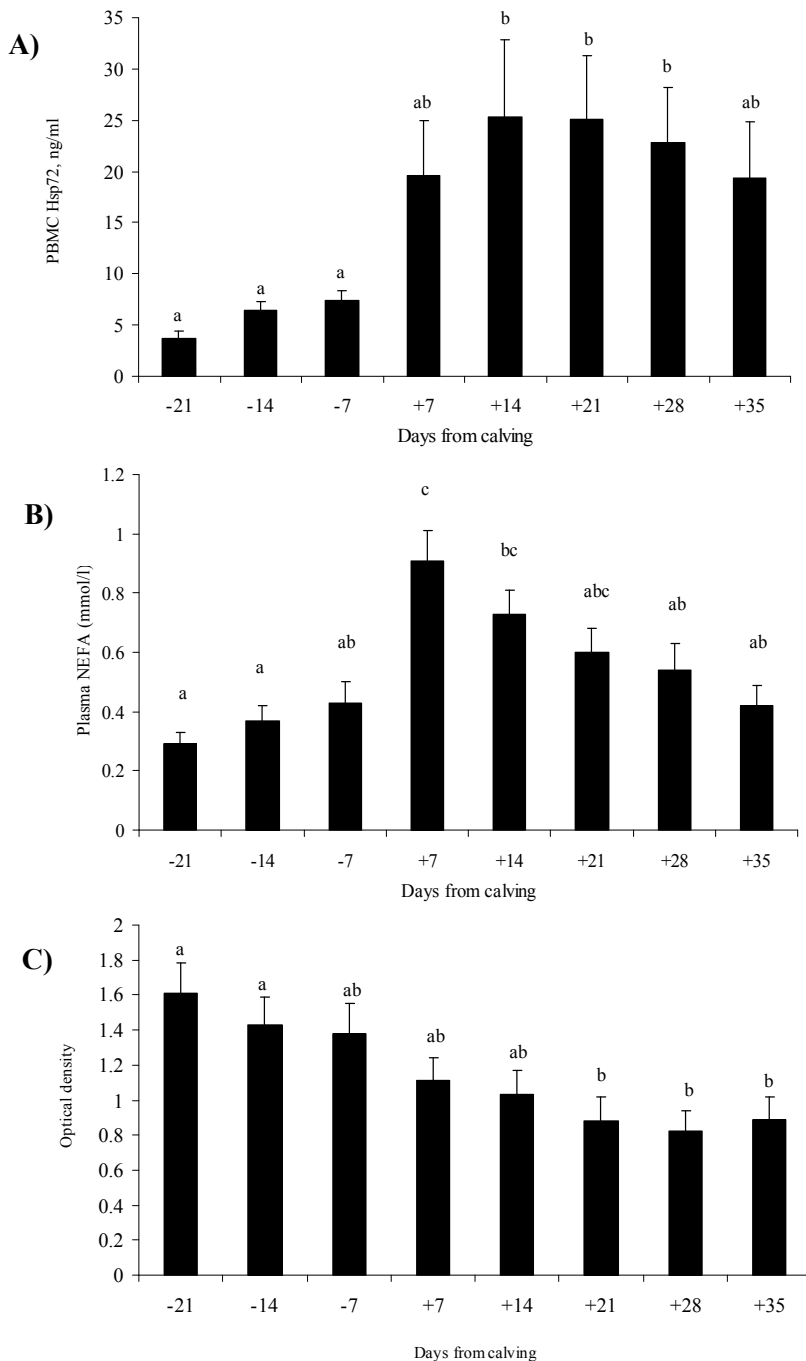 A)
PBMC Hsp72, ng/ml
35
30
25
20
15
10
5
0
a
a
a
ab
b
b
b
ab
-21 -14 -7 +7 +14 +21 +28 +35
Days from calving
B)
Plasma NEFA (mmol/l)
1.2
1
0.8
0.6
0.4
0.2
0
a
a
ab
c
bc
abc
ab
ab
-21 -14 -7 +7 +14 +21 +28 +35
Days from calving
C)
Optical density
2
1.8
1.6
1.4
1.2
1
0.8
0.6
0.4
0.2
0
a
a
ab
ab
ab
b
b
b
-21 -14 -7 +7 +14 +21 +28 +35
Days from calving